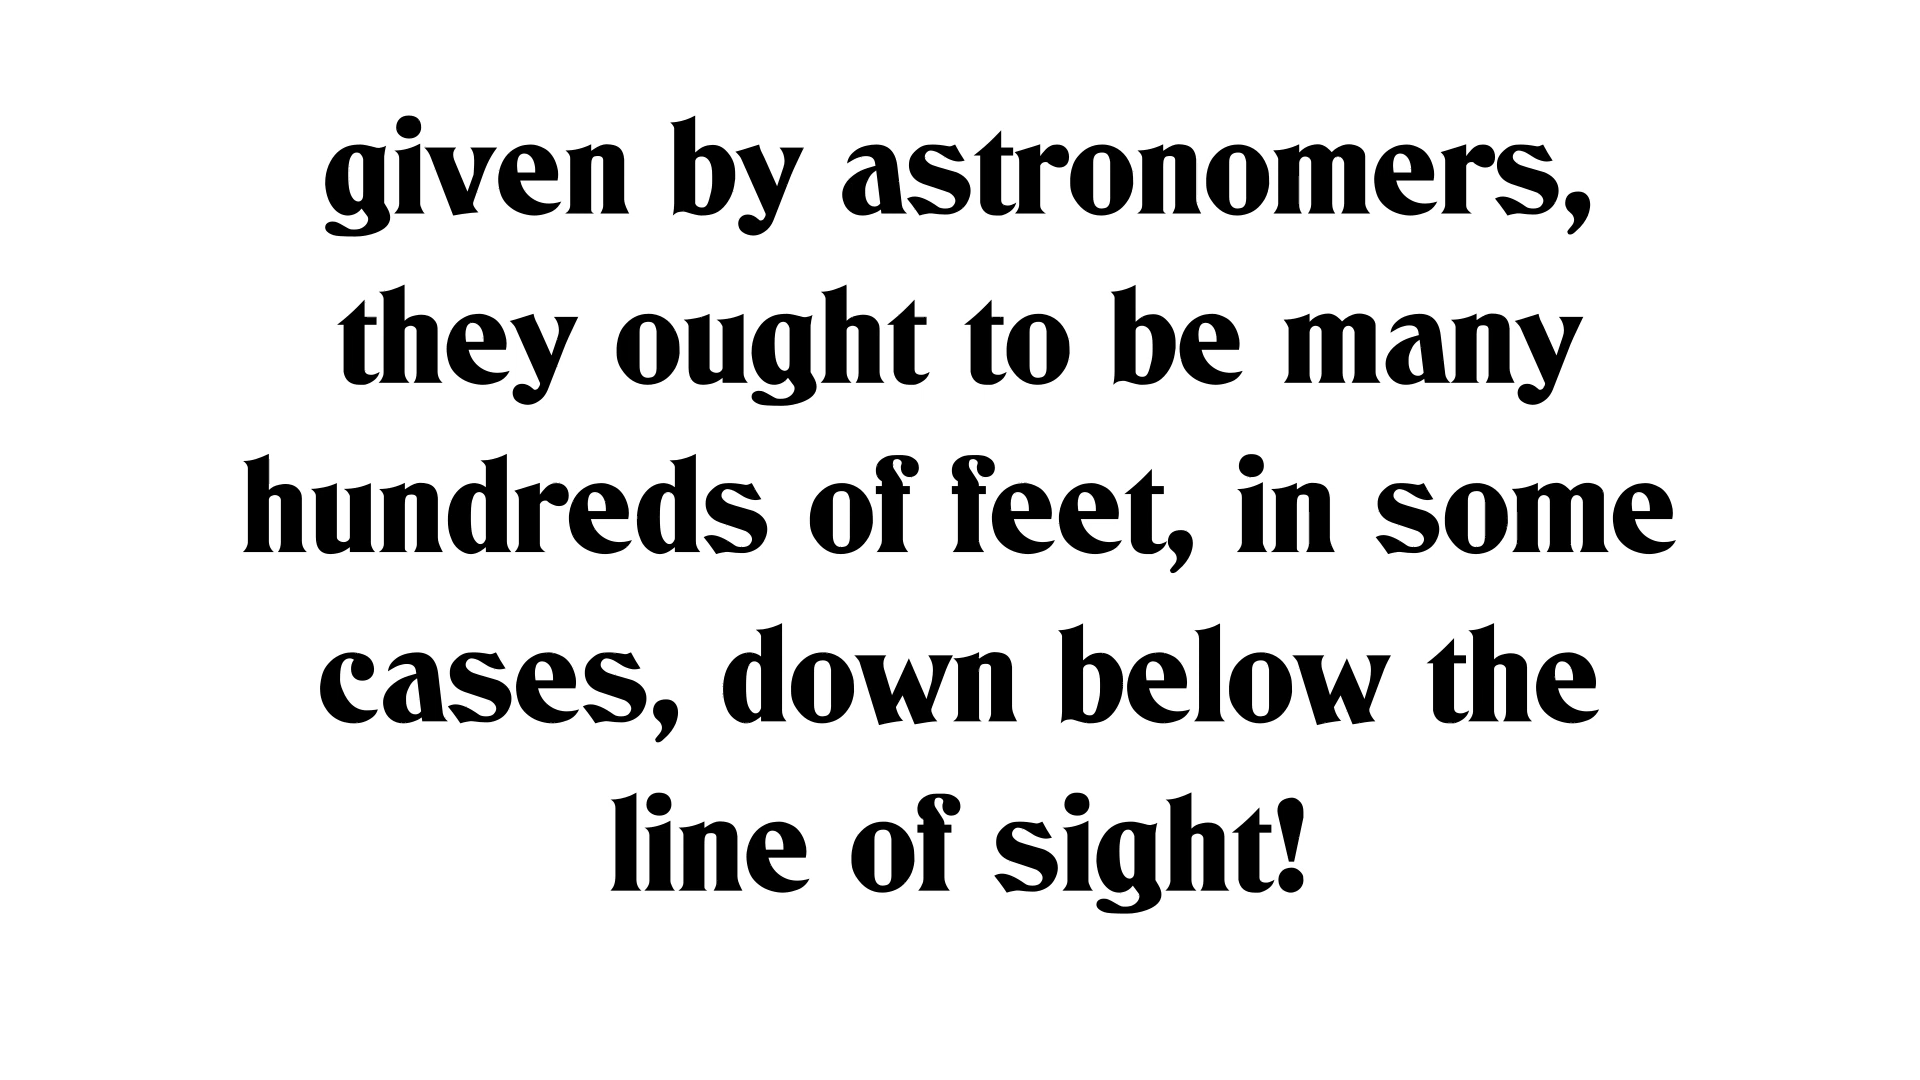 given by astronomers,
they ought to be many
hundreds of feet, in some
cases, down below the
line of sight!